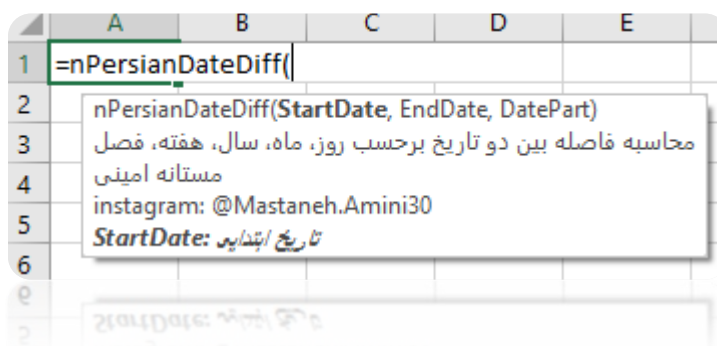 A B C D E
1 =nPersianDateDiff(
2 nPersianDateDiff(StartDate, EndDate, DatePart)
3 محاسبه فاصله بین دو تاریخ برحسب روز، ماه، سال، هفته، فصل
4 مستانه امینی
5 instagram: @Mastaneh.Amini30
StartDate: تاریخ ابتدایی
6